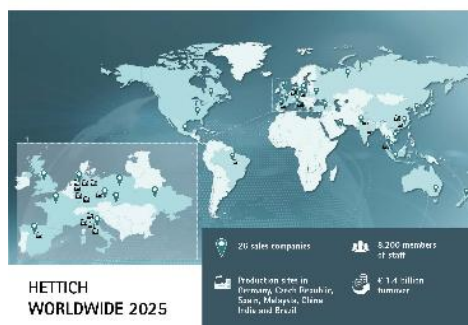 26 sales companies
8.200 members
of staff
Production sites in
Germany, Czech Republic,
Spain, Malaysia, China
India and Brazil
€ 1.4 billion
turnover
HETTICH
WORLDWIDE 2025